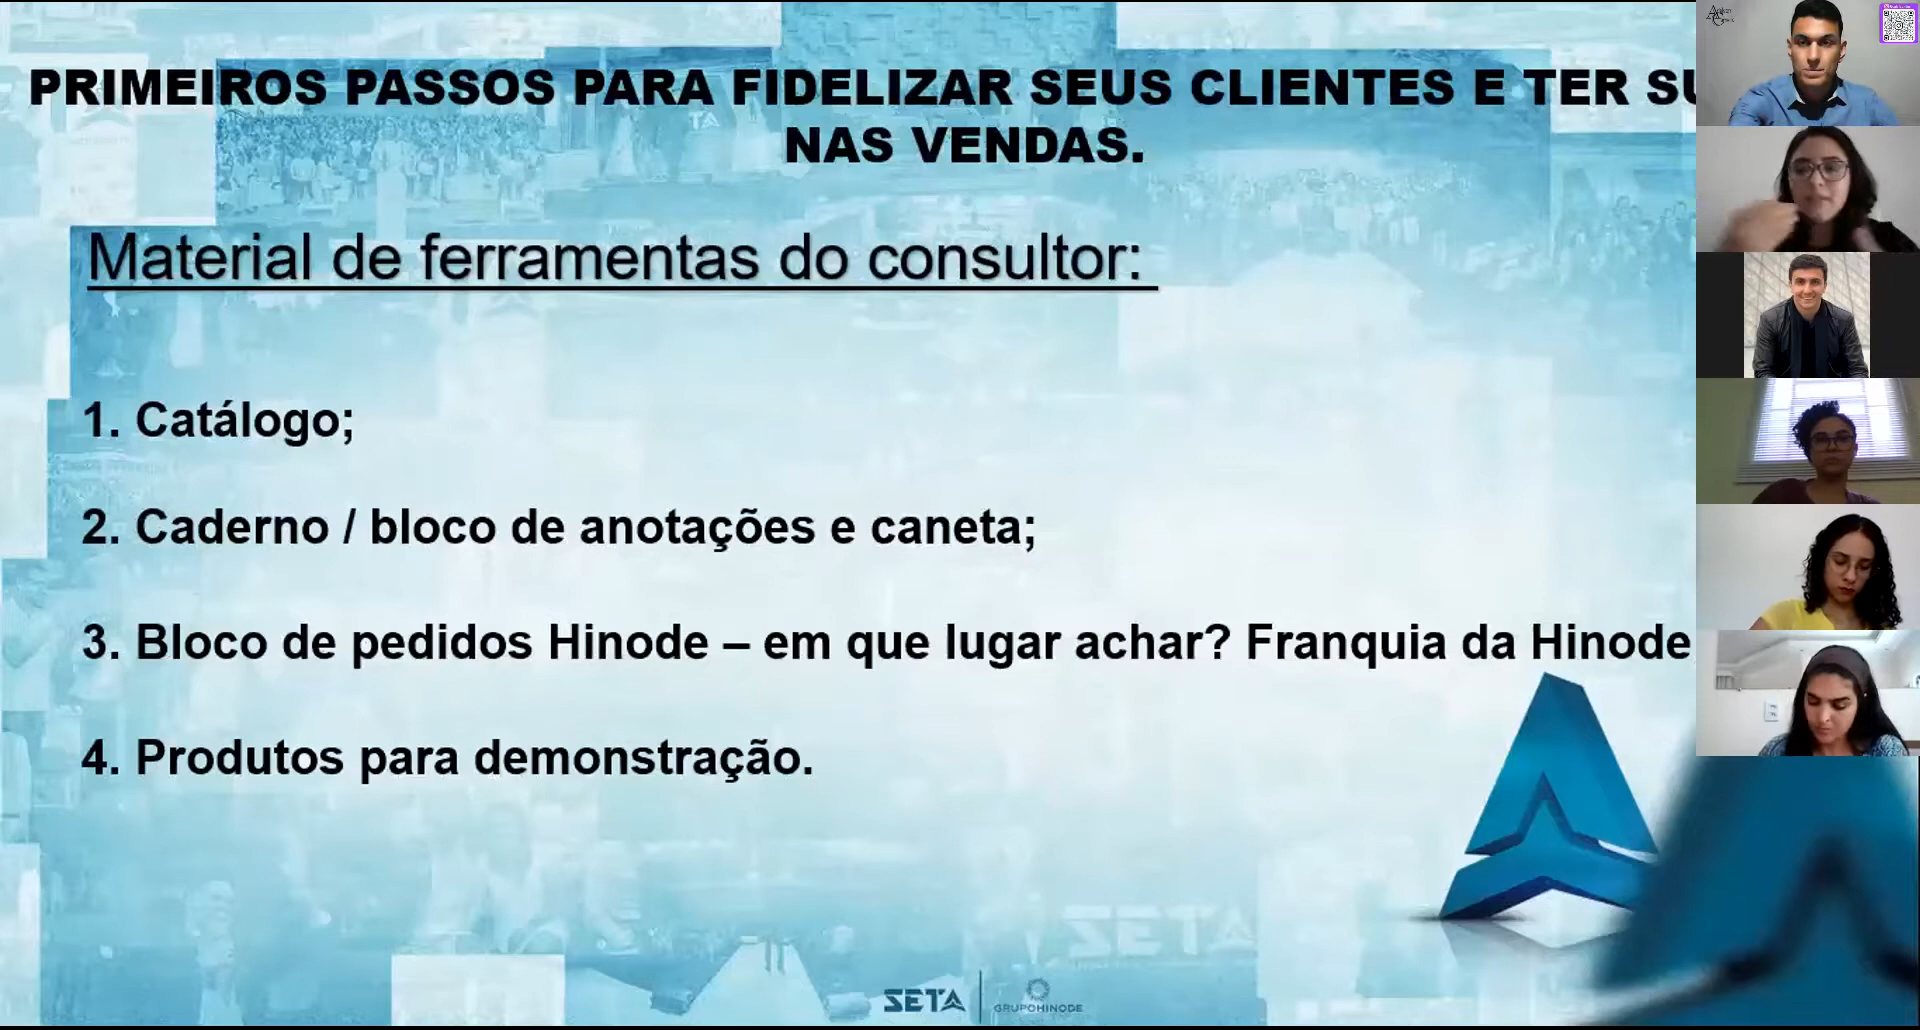 PRIMEIROS PASSOS PARA FIDELIZAR SEUS CLIENTES E TER SU
NAS VENDAS.
Material de ferramentas do consultor:
1. Catálogo;
2. Caderno / bloco de anotações e caneta;
3. Bloco de pedidos Hinode – em que lugar achar? Franquia da Hinode
4. Produtos para demonstração.
SETA
SETA
GRUPOHINODE